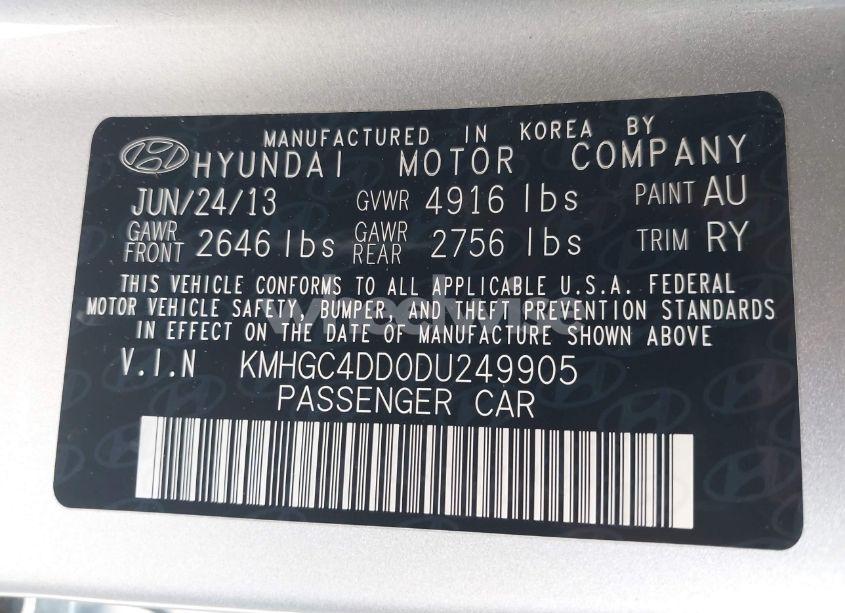 MANUFACTURED IN KOREA BY
HYUNDAI MOTOR COMPANY
JUN/24/13 GVWR 4916 lbs PAINT AU
GAWR FRONT 2646 lbs GAWR REAR 2756 lbs TRIM RY
THIS VEHICLE CONFORMS TO ALL APPLICABLE U.S.A. FEDERAL
MOTOR VEHICLE SAFETY, BUMPER, AND THEFT PREVENTION STANDARDS
IN EFFECT ON THE DATE OF MANUFACTURE SHOWN ABOVE
V.I.N KMHGC4DD0DU249905
PASSENGER CAR